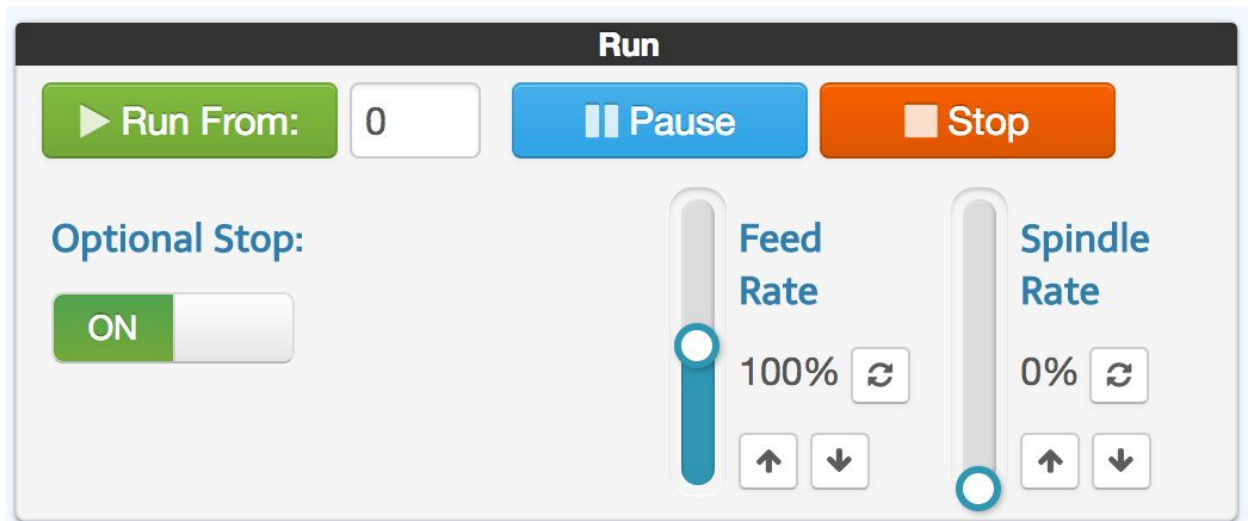 Run
Run From: 0 Pause Stop
Optional Stop:
ON
Feed
Rate
100%
Spindle
Rate
0%